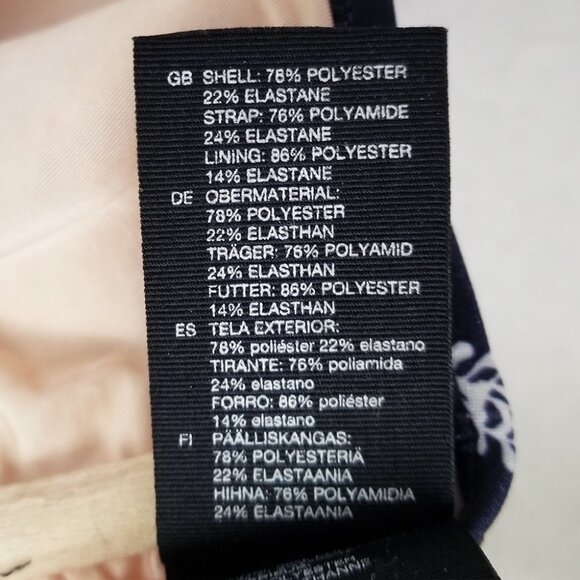 GB SHELL: 78% POLYESTER
22% ELASTANE
STRAP: 76% POLYAMIDE
24% ELASTANE
LINING: 86% POLYESTER
14% ELASTANE
DE OBERMATERIAL:
78% POLYESTER
22% ELASTHAN
TRÄGER: 76% POLYAMID
24% ELASTHAN
FUTTER: 86% POLYESTER
14% ELASTHAN
ES TELA EXTERIOR:
78% poliéster 22% elastano
TIRANTE: 76% poliamida
24% elastano
FORRO: 86% poliéster
14% elastano
FI PÄÄLLISKANGAS:
78% POLYESTERIÄ
22% ELASTAANIA
HIHNA: 76% POLYAMIDIA
24% ELASTAANIA